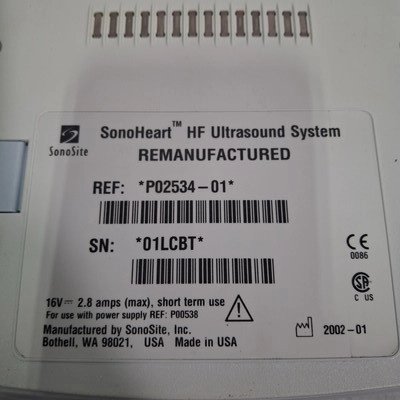 SonoSite
SonoHeart™ HF Ultrasound System
REMANUFACTURED
REF: *P02534-01*
SN: *01LCBT*
CE
0086
SA
C US
16V⎓ 2.8 amps (max), short term use
For use with power supply REF: P00538
Manufactured by SonoSite, Inc.
Bothell, WA 98021, USA Made in USA
2002-01